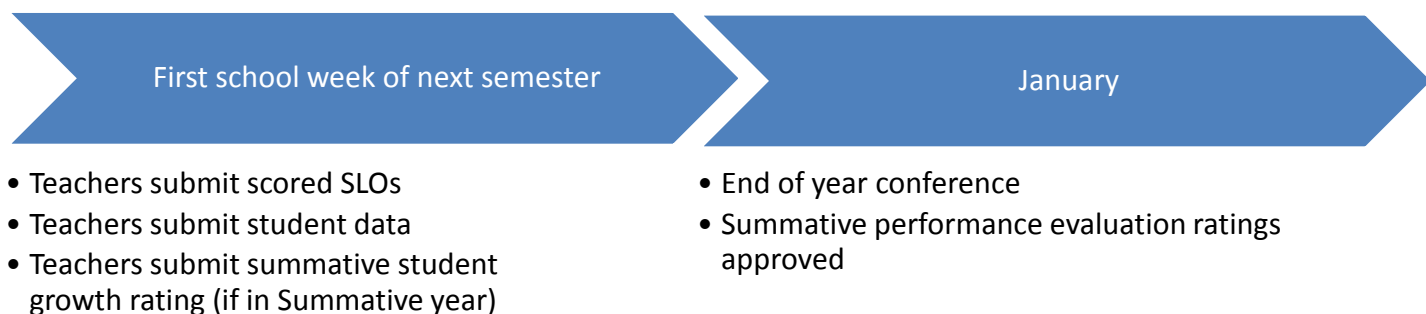 First school week of next semester
January
• Teachers submit scored SLOs
• Teachers submit student data
• Teachers submit summative student
growth rating (if in Summative year)
• End of year conference
• Summative performance evaluation ratings
approved